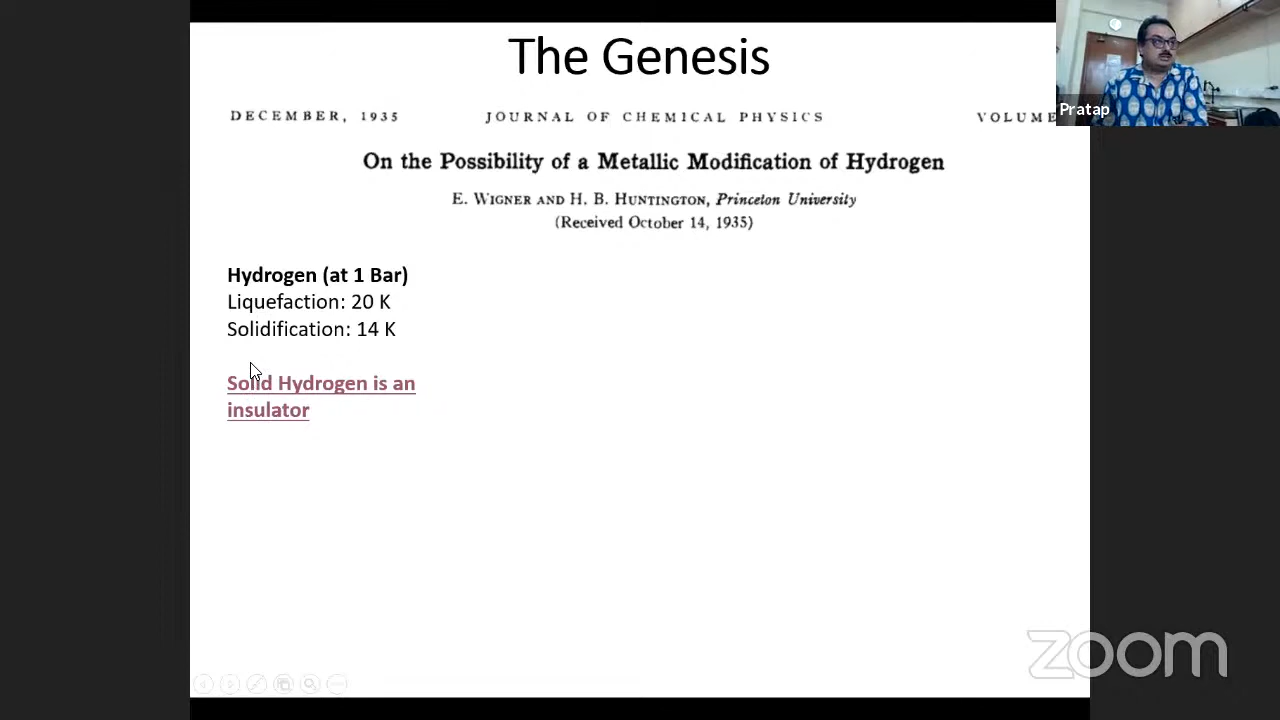 The Genesis
DECEMBER, 1935 JOURNAL OF CHEMICAL PHYSICS VOLUME
On the Possibility of a Metallic Modification of Hydrogen
E. WIGNER AND H. B. HUNTINGTON, Princeton University
(Received October 14, 1935)
Pratap
Hydrogen (at 1 Bar)
Liquefaction: 20 K
Solidification: 14 K
Solid Hydrogen is an
insulator
zoom